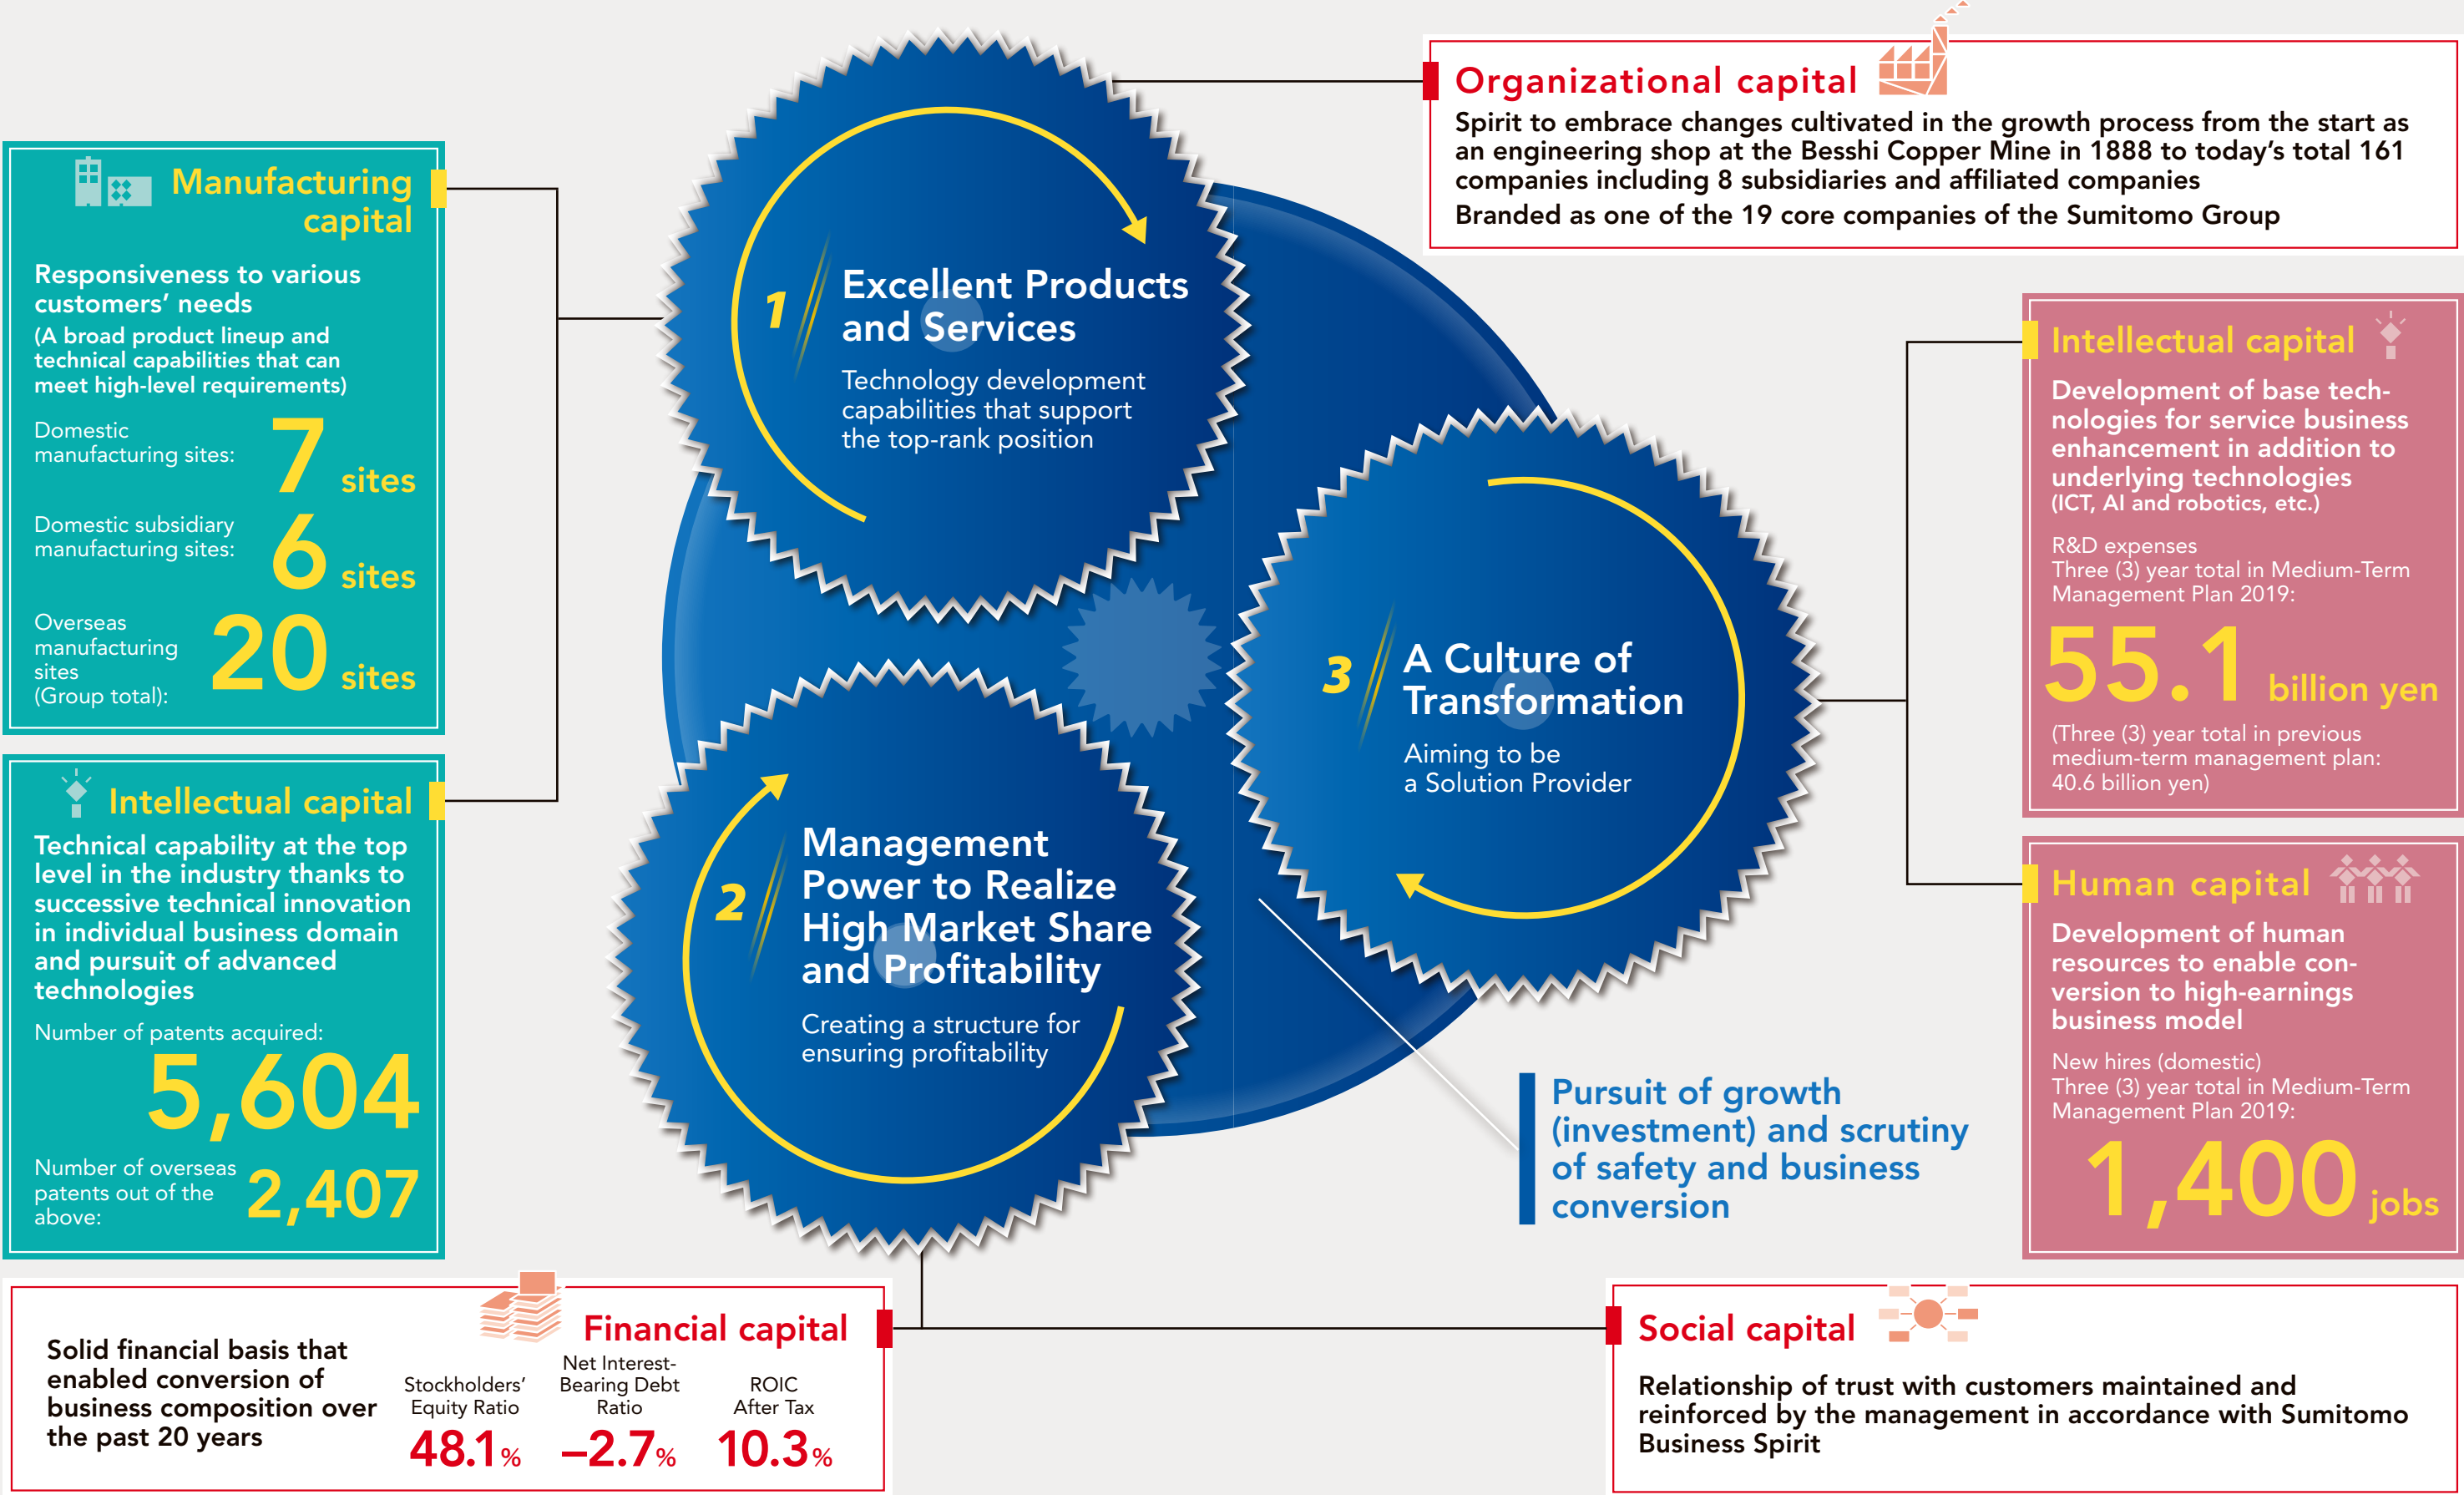 Organizational capital
Spirit to embrace changes cultivated in the growth process from the start as
an engineering shop at the Besshi Copper Mine in 1888 to today's total 161
companies including 8 subsidiaries and affiliated companies
Branded as one of the 19 core companies of the Sumitomo Group
Manufacturing
capital
Responsiveness to various
customers' needs
(A broad product lineup and
technical capabilities that can
meet high-level requirements)
Domestic
manufacturing sites:
7 sites
Domestic subsidiary
manufacturing sites:
6 sites
Overseas
manufacturing
sites
(Group total):
20 sites
Intellectual capital
Technical capability at the top
level in the industry thanks to
successive technical innovation
in individual business domain
and pursuit of advanced
technologies
Number of patents acquired:
5,604
Number of overseas
patents out of the
above:
2,407
1
Excellent Products
and Services
Technology development
capabilities that support
the top-rank position
2
Management
Power to Realize
High Market Share
and Profitability
Creating a structure for
ensuring profitability
3
A Culture of
Transformation
Aiming to be
a Solution Provider
Pursuit of growth
(investment) and scrutiny
of safety and business
conversion
Intellectual capital
Development of base tech-
nologies for service business
enhancement in addition to
underlying technologies
(ICT, AI and robotics, etc.)
R&D expenses
Three (3) year total in Medium-Term
Management Plan 2019:
55.1 billion yen
(Three (3) year total in previous
medium-term management plan:
40.6 billion yen)
Human capital
Development of human
resources to enable con-
version to high-earnings
business model
New hires (domestic)
Three (3) year total in Medium-Term
Management Plan 2019:
1,400 jobs
Financial capital
Solid financial basis that
enabled conversion of
business composition over
the past 20 years
Stockholders'
Equity Ratio
48.1%
Net Interest-
Bearing Debt
Ratio
–2.7%
ROIC
After Tax
10.3%
Social capital
Relationship of trust with customers maintained and
reinforced by the management in accordance with Sumitomo
Business Spirit